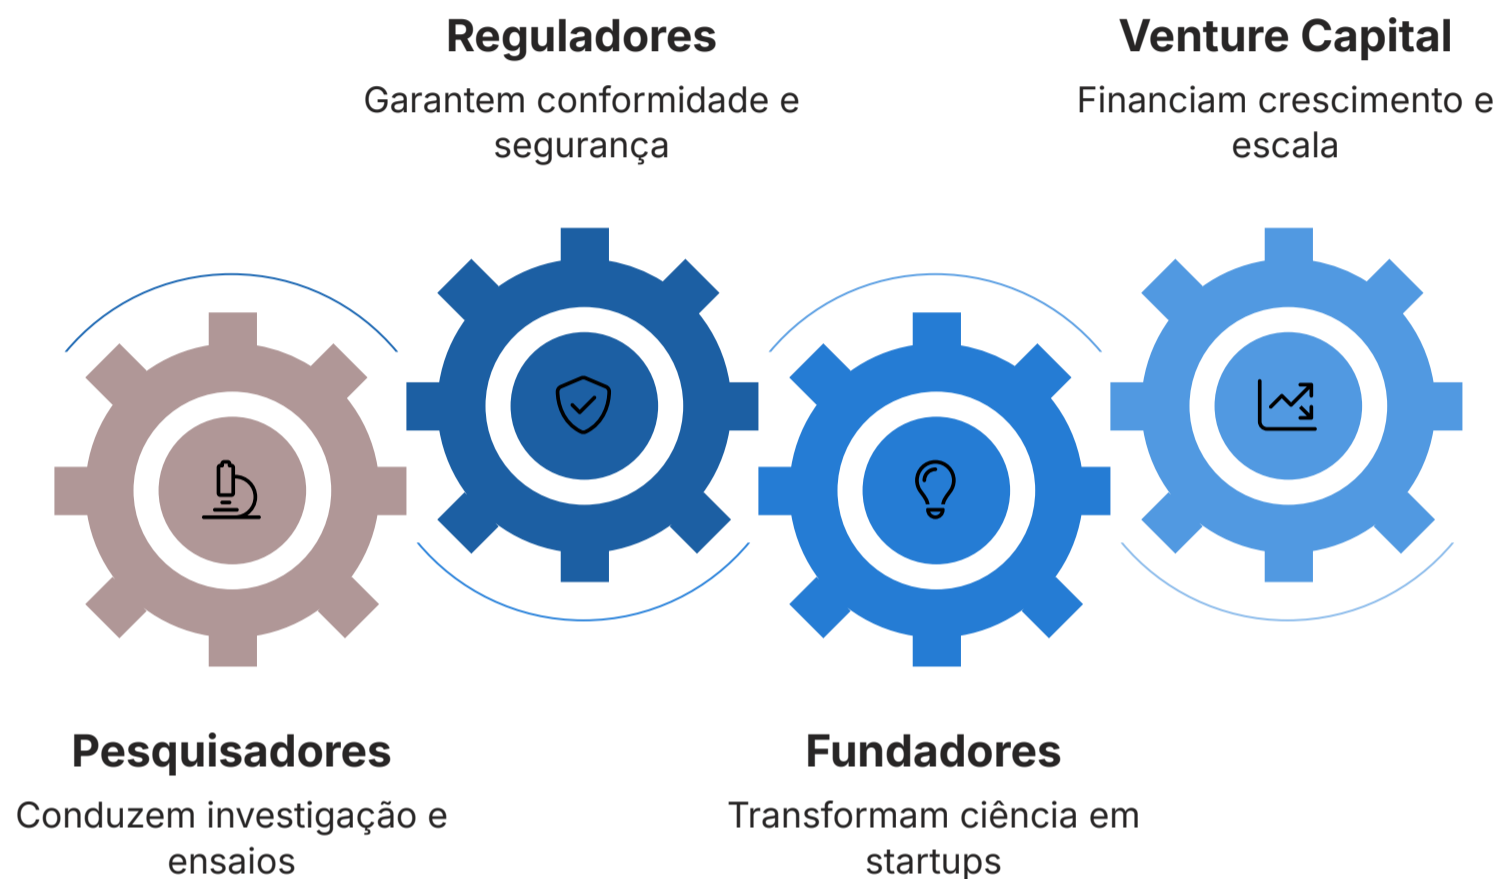 Reguladores
Garantem conformidade e
segurança
Venture Capital
Financiam crescimento e
escala
Pesquisadores
Conduzem investigação e
ensaios
Fundadores
Transformam ciência em
startups